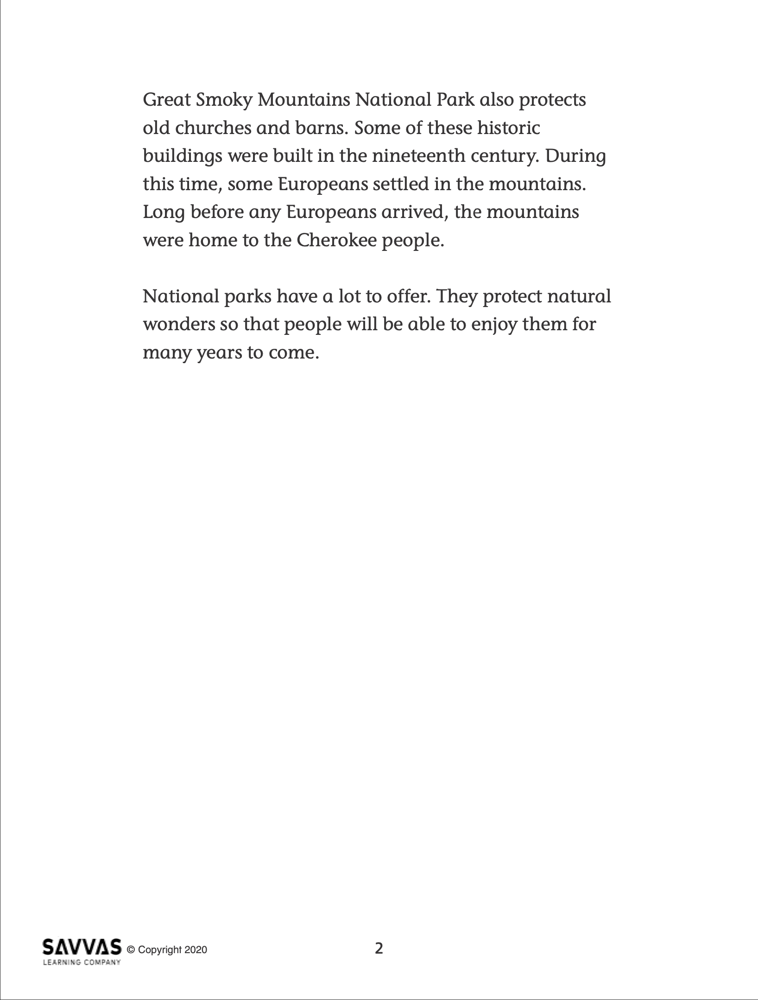 Great Smoky Mountains National Park also protects
old churches and barns. Some of these historic
buildings were built in the nineteenth century. During
this time, some Europeans settled in the mountains.
Long before any Europeans arrived, the mountains
were home to the Cherokee people.
National parks have a lot to offer. They protect natural
wonders so that people will be able to enjoy them for
many years to come.
SAVVAS © Copyright 2020 2
LEARNING COMPANY